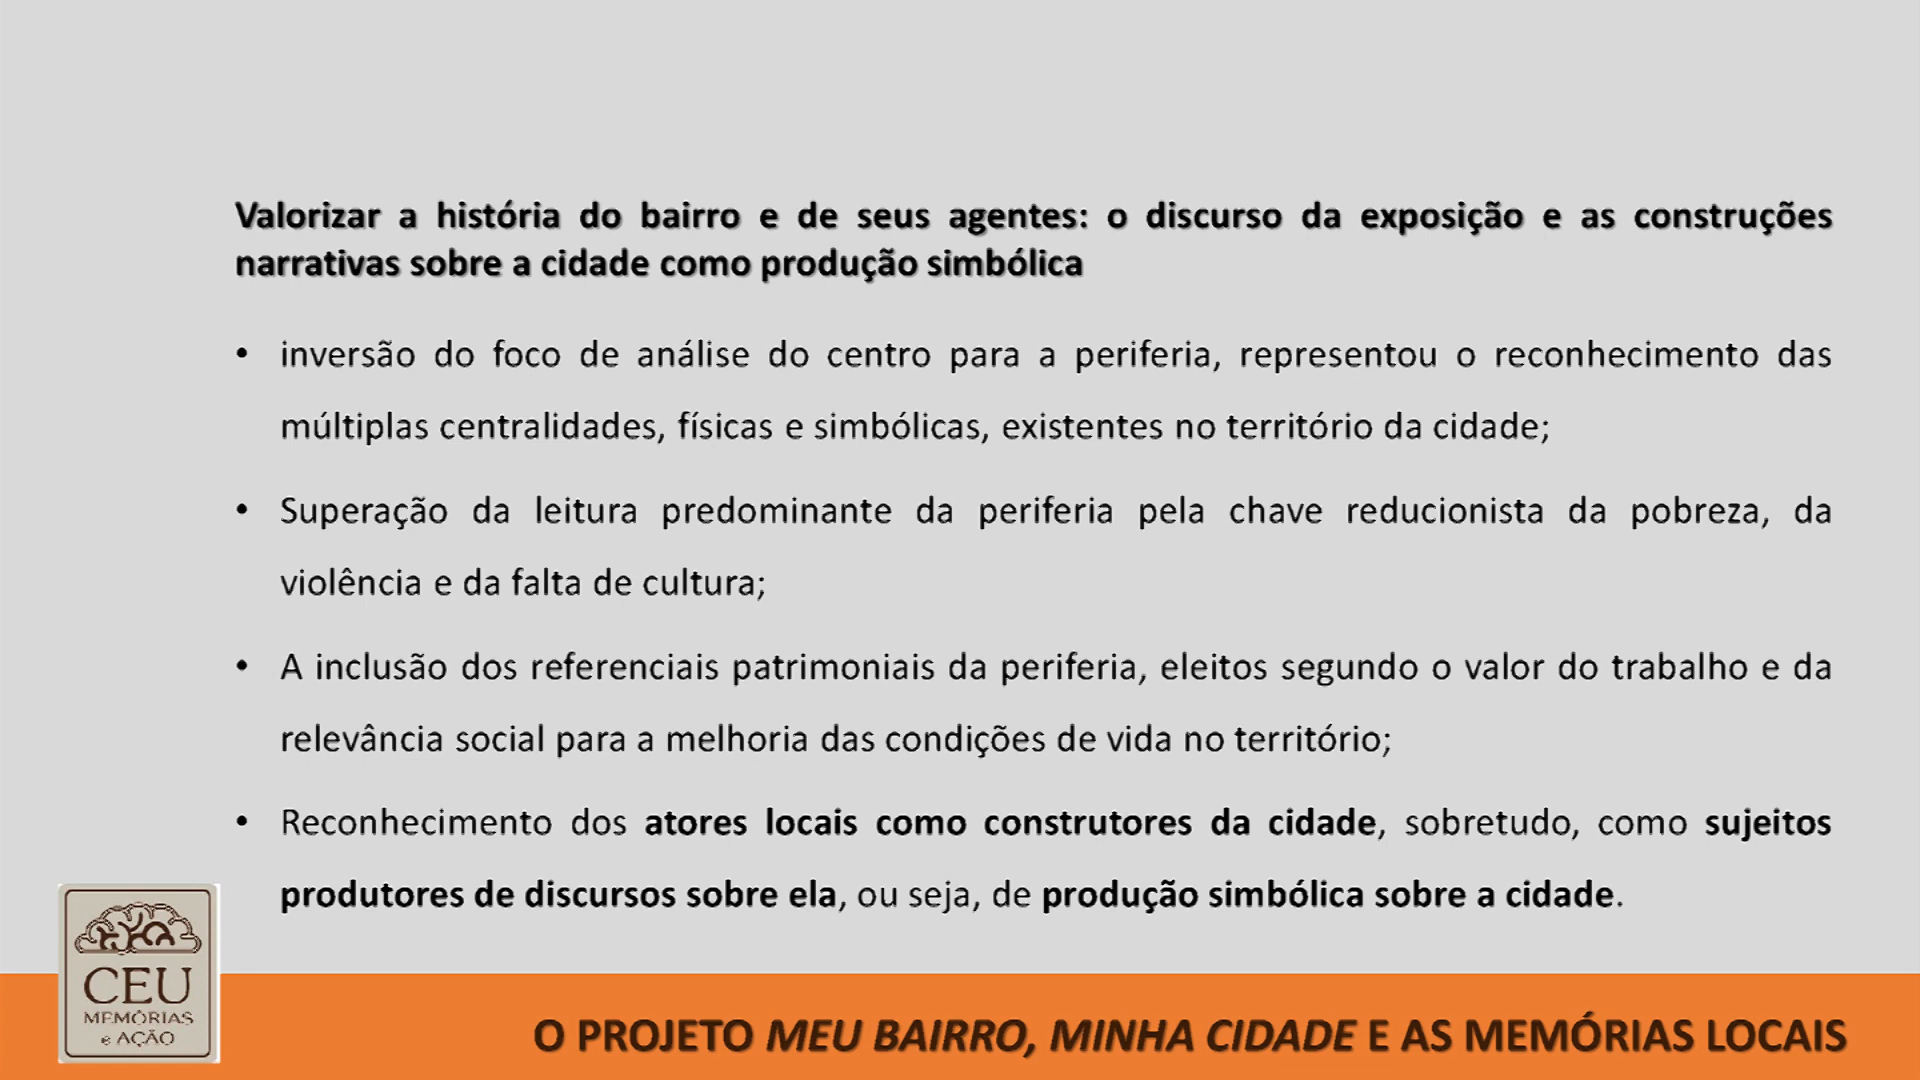 Valorizar a história do bairro e de seus agentes: o discurso da exposição e as construções
narrativas sobre a cidade como produção simbólica
• inversão do foco de análise do centro para a periferia, representou o reconhecimento das
múltiplas centralidades, físicas e simbólicas, existentes no território da cidade;
• Superação da leitura predominante da periferia pela chave reducionista da pobreza, da
violência e da falta de cultura;
• A inclusão dos referenciais patrimoniais da periferia, eleitos segundo o valor do trabalho e da
relevância social para a melhoria das condições de vida no território;
• Reconhecimento dos atores locais como construtores da cidade, sobretudo, como sujeitos
produtores de discursos sobre ela, ou seja, de produção simbólica sobre a cidade.
CEU
MEMÓRIAS
e AÇÃO
O PROJETO MEU BAIRRO, MINHA CIDADE E AS MEMÓRIAS LOCAIS